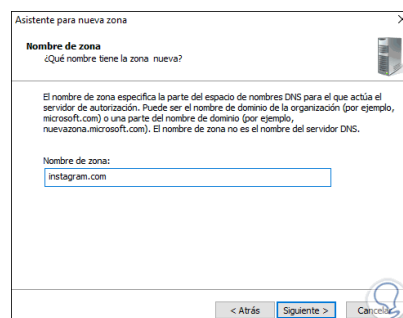 Asistente para nueva zona
Nombre de zona
¿Qué nombre tiene la zona nueva?
El nombre de zona especifica la parte del espacio de nombres DNS para el que actúa el
servidor de autorización. Puede ser el nombre de dominio de la organización (por ejemplo,
microsoft.com) o una parte del nombre de dominio (por ejemplo,
nuevazona.microsoft.com). El nombre de zona no es el nombre del servidor DNS.
Nombre de zona:
instagram.com
< Atrás Siguiente > Cancelar